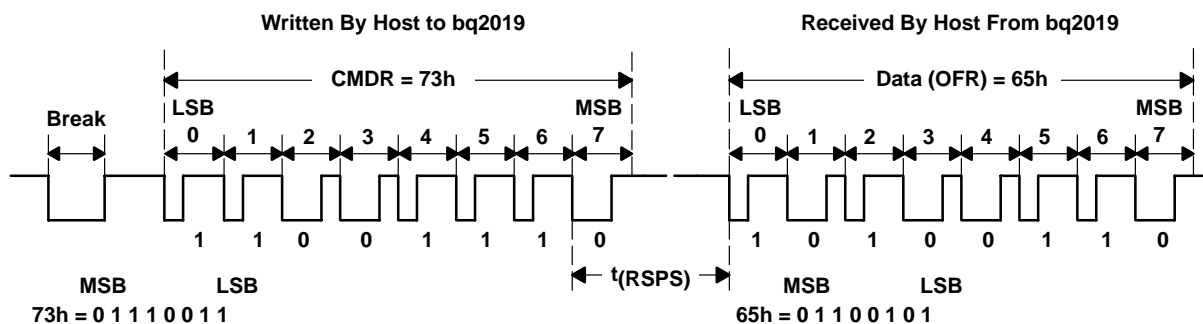 Written By Host to bq2019
Received By Host From bq2019
CMDR = 73h
Data (OFR) = 65h
Break
LSB
MSB
LSB
MSB
0 1 2 3 4 5 6 7
0 1 2 3 4 5 6 7
1 1 0 0 1 1 1 0
1 0 1 0 0 1 1 0
t(RSPS)
MSB LSB
73h = 0 1 1 1 0 0 1 1
MSB LSB
65h = 0 1 1 0 0 1 0 1